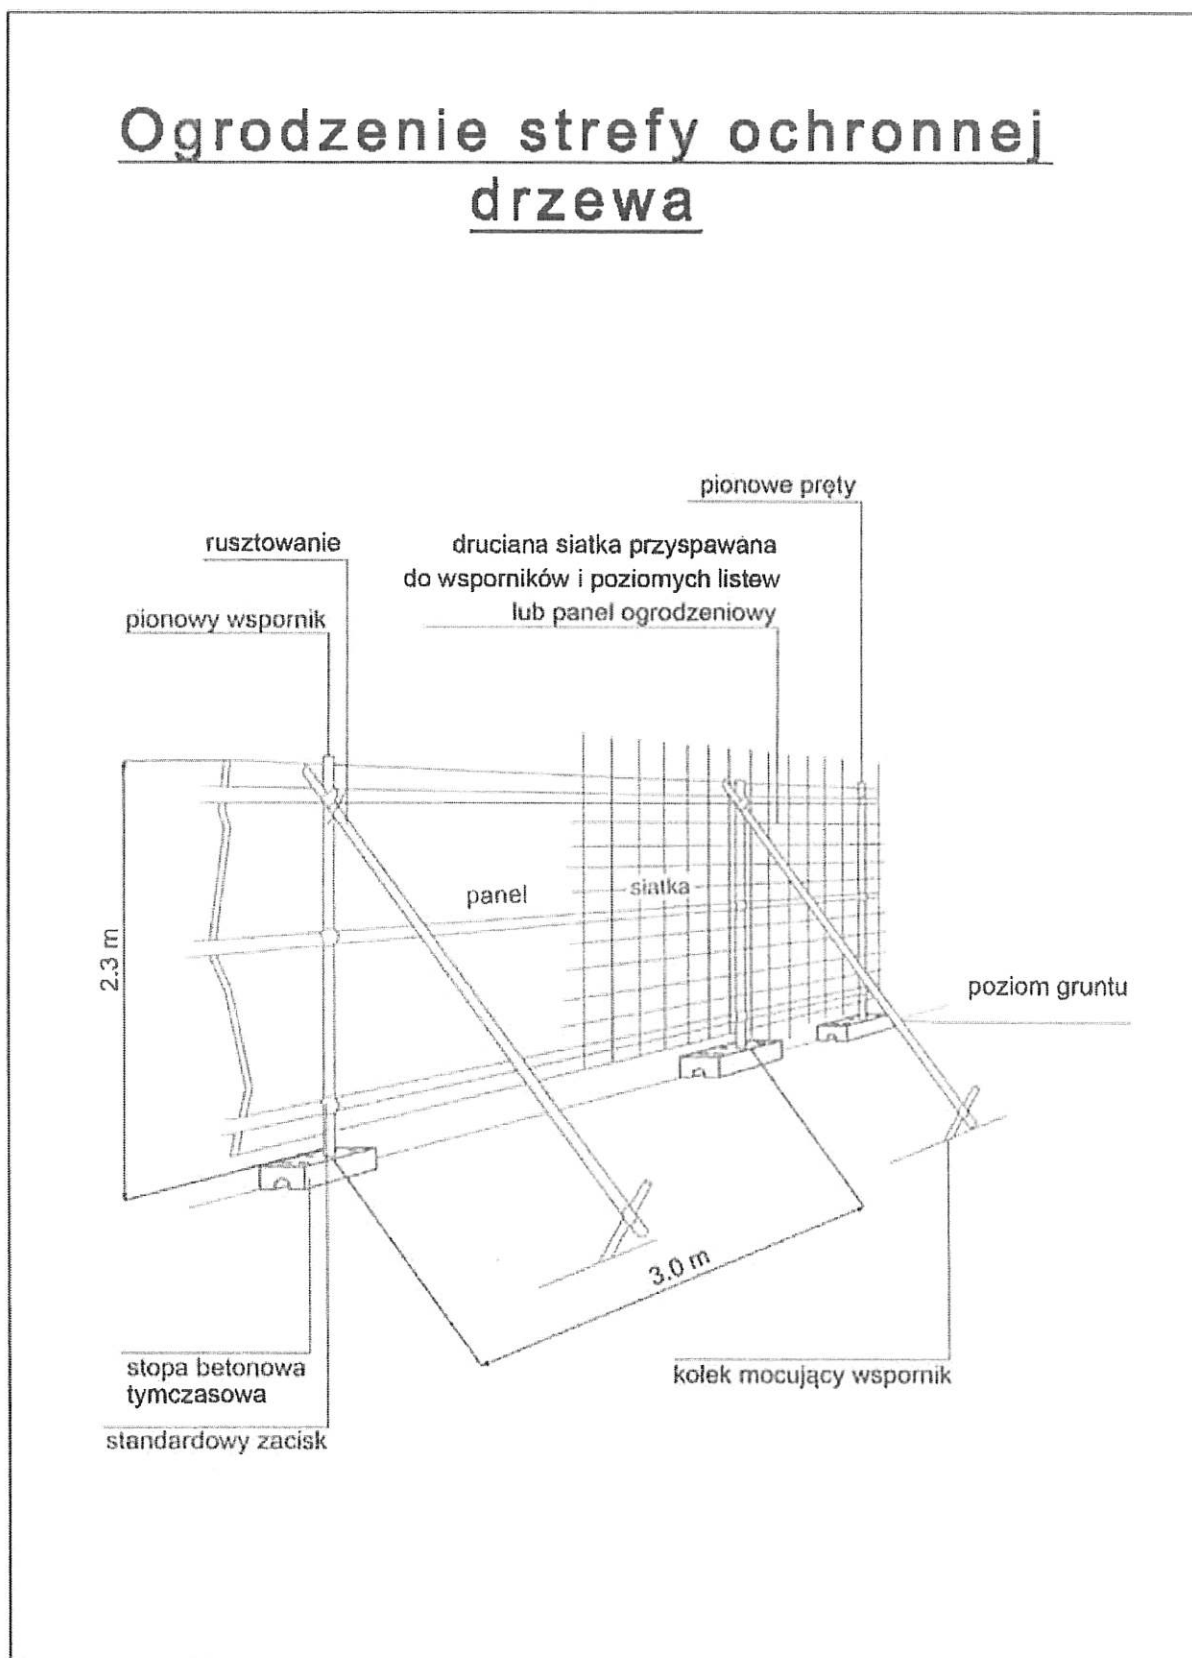 Ogrodzenie strefy ochronnej
drzewa
pionowe pręty
rusztowanie
druciana siatka przyspawana
do wsporników i poziomych listew
lub panel ogrodzeniowy
pionowy wspornik
panel
siatka
2.3 m
poziom gruntu
3.0 m
stopa betonowa
tymczasowa
kołek mocujący wspornik
standardowy zacisk